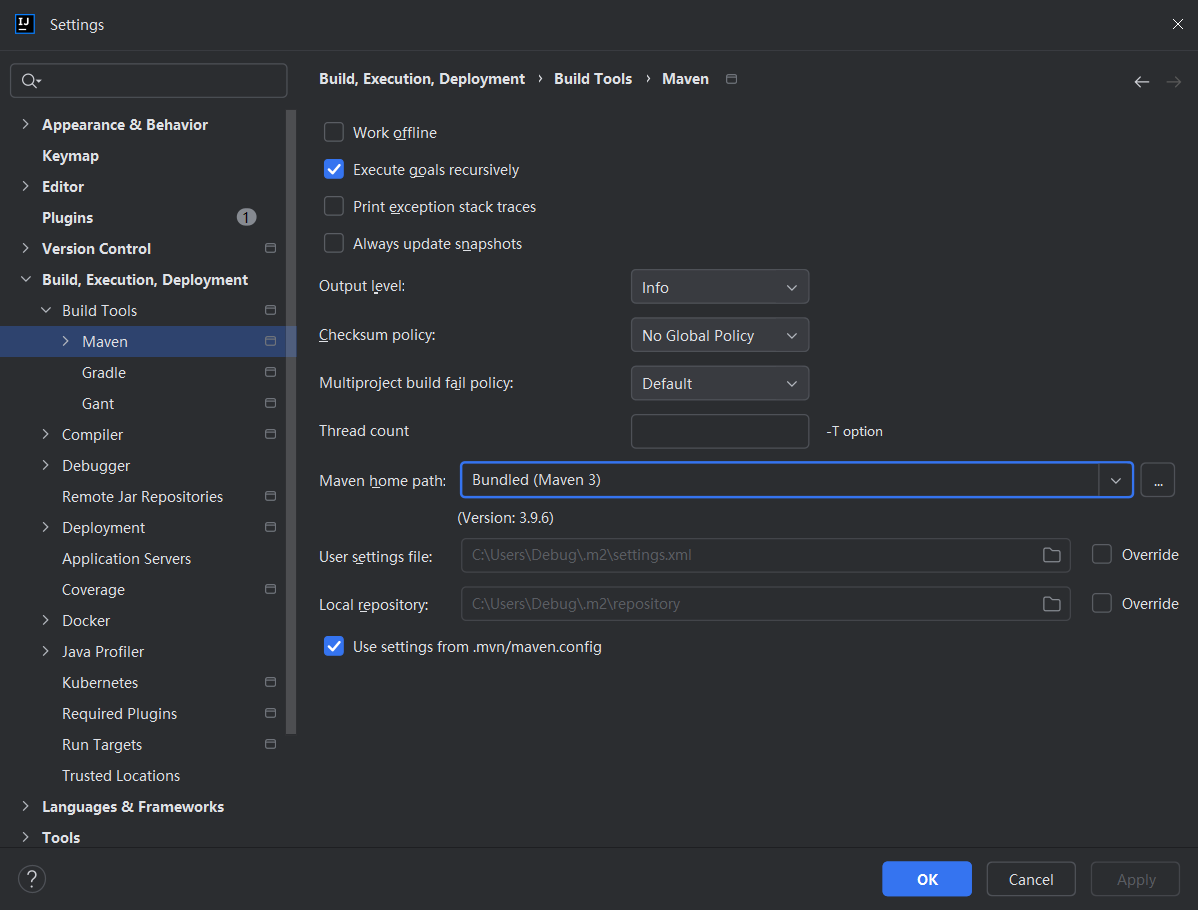 IJ
Settings
Appearance & Behavior
Keymap
Editor
Plugins 1
Version Control
Build, Execution, Deployment
Build Tools
Maven
Gradle
Gant
Compiler
Debugger
Remote Jar Repositories
Deployment
Application Servers
Coverage
Docker
Java Profiler
Kubernetes
Required Plugins
Run Targets
Trusted Locations
Languages & Frameworks
Tools
Build, Execution, Deployment › Build Tools › Maven
Work offline
Execute goals recursively
Print exception stack traces
Always update snapshots
Output level: Info
Checksum policy: No Global Policy
Multiproject build fail policy: Default
Thread count -T option
Maven home path: Bundled (Maven 3) ...
(Version: 3.9.6)
User settings file: C:\Users\Debug\.m2\settings.xml Override
Local repository: C:\Users\Debug\.m2\repository Override
Use settings from .mvn/maven.config
? OK Cancel Apply